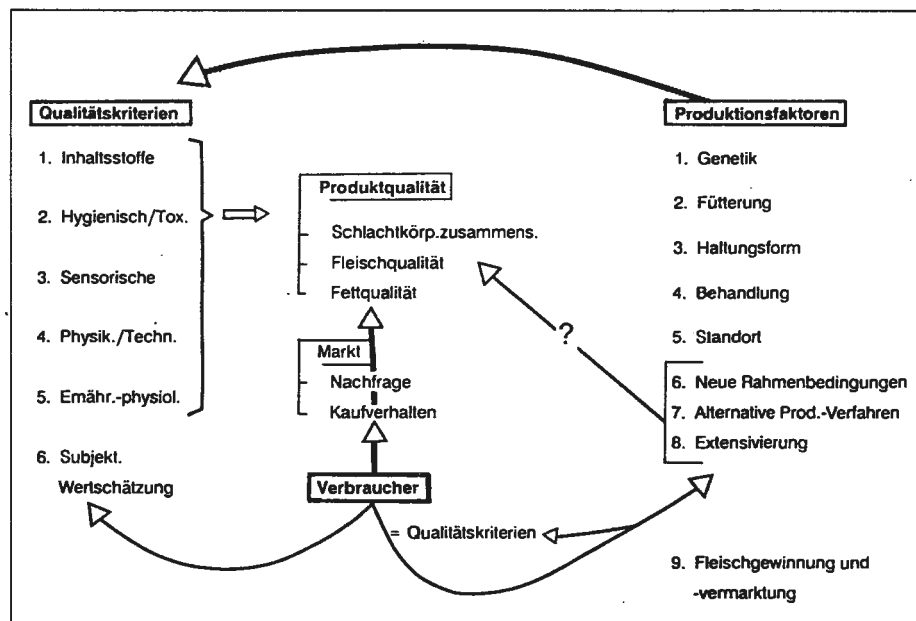 Qualitätskriterien
1. Inhaltsstoffe
2. Hygienisch/Tox.
3. Sensorische
4. Physik./Techn.
5. Ernähr.-physiol.
6. Subjekt.
Wertschätzung
Produktqualität
Schlachtkörp.zusammens.
Fleischqualität
Fettqualität
Markt
Nachfrage
Kaufverhalten
Verbraucher
= Qualitätskriterien
?
Produktionsfaktoren
1. Genetik
2. Fütterung
3. Haltungsform
4. Behandlung
5. Standort
6. Neue Rahmenbedingungen
7. Alternative Prod.-Verfahren
8. Extensivierung
9. Fleischgewinnung und
-vermarktung